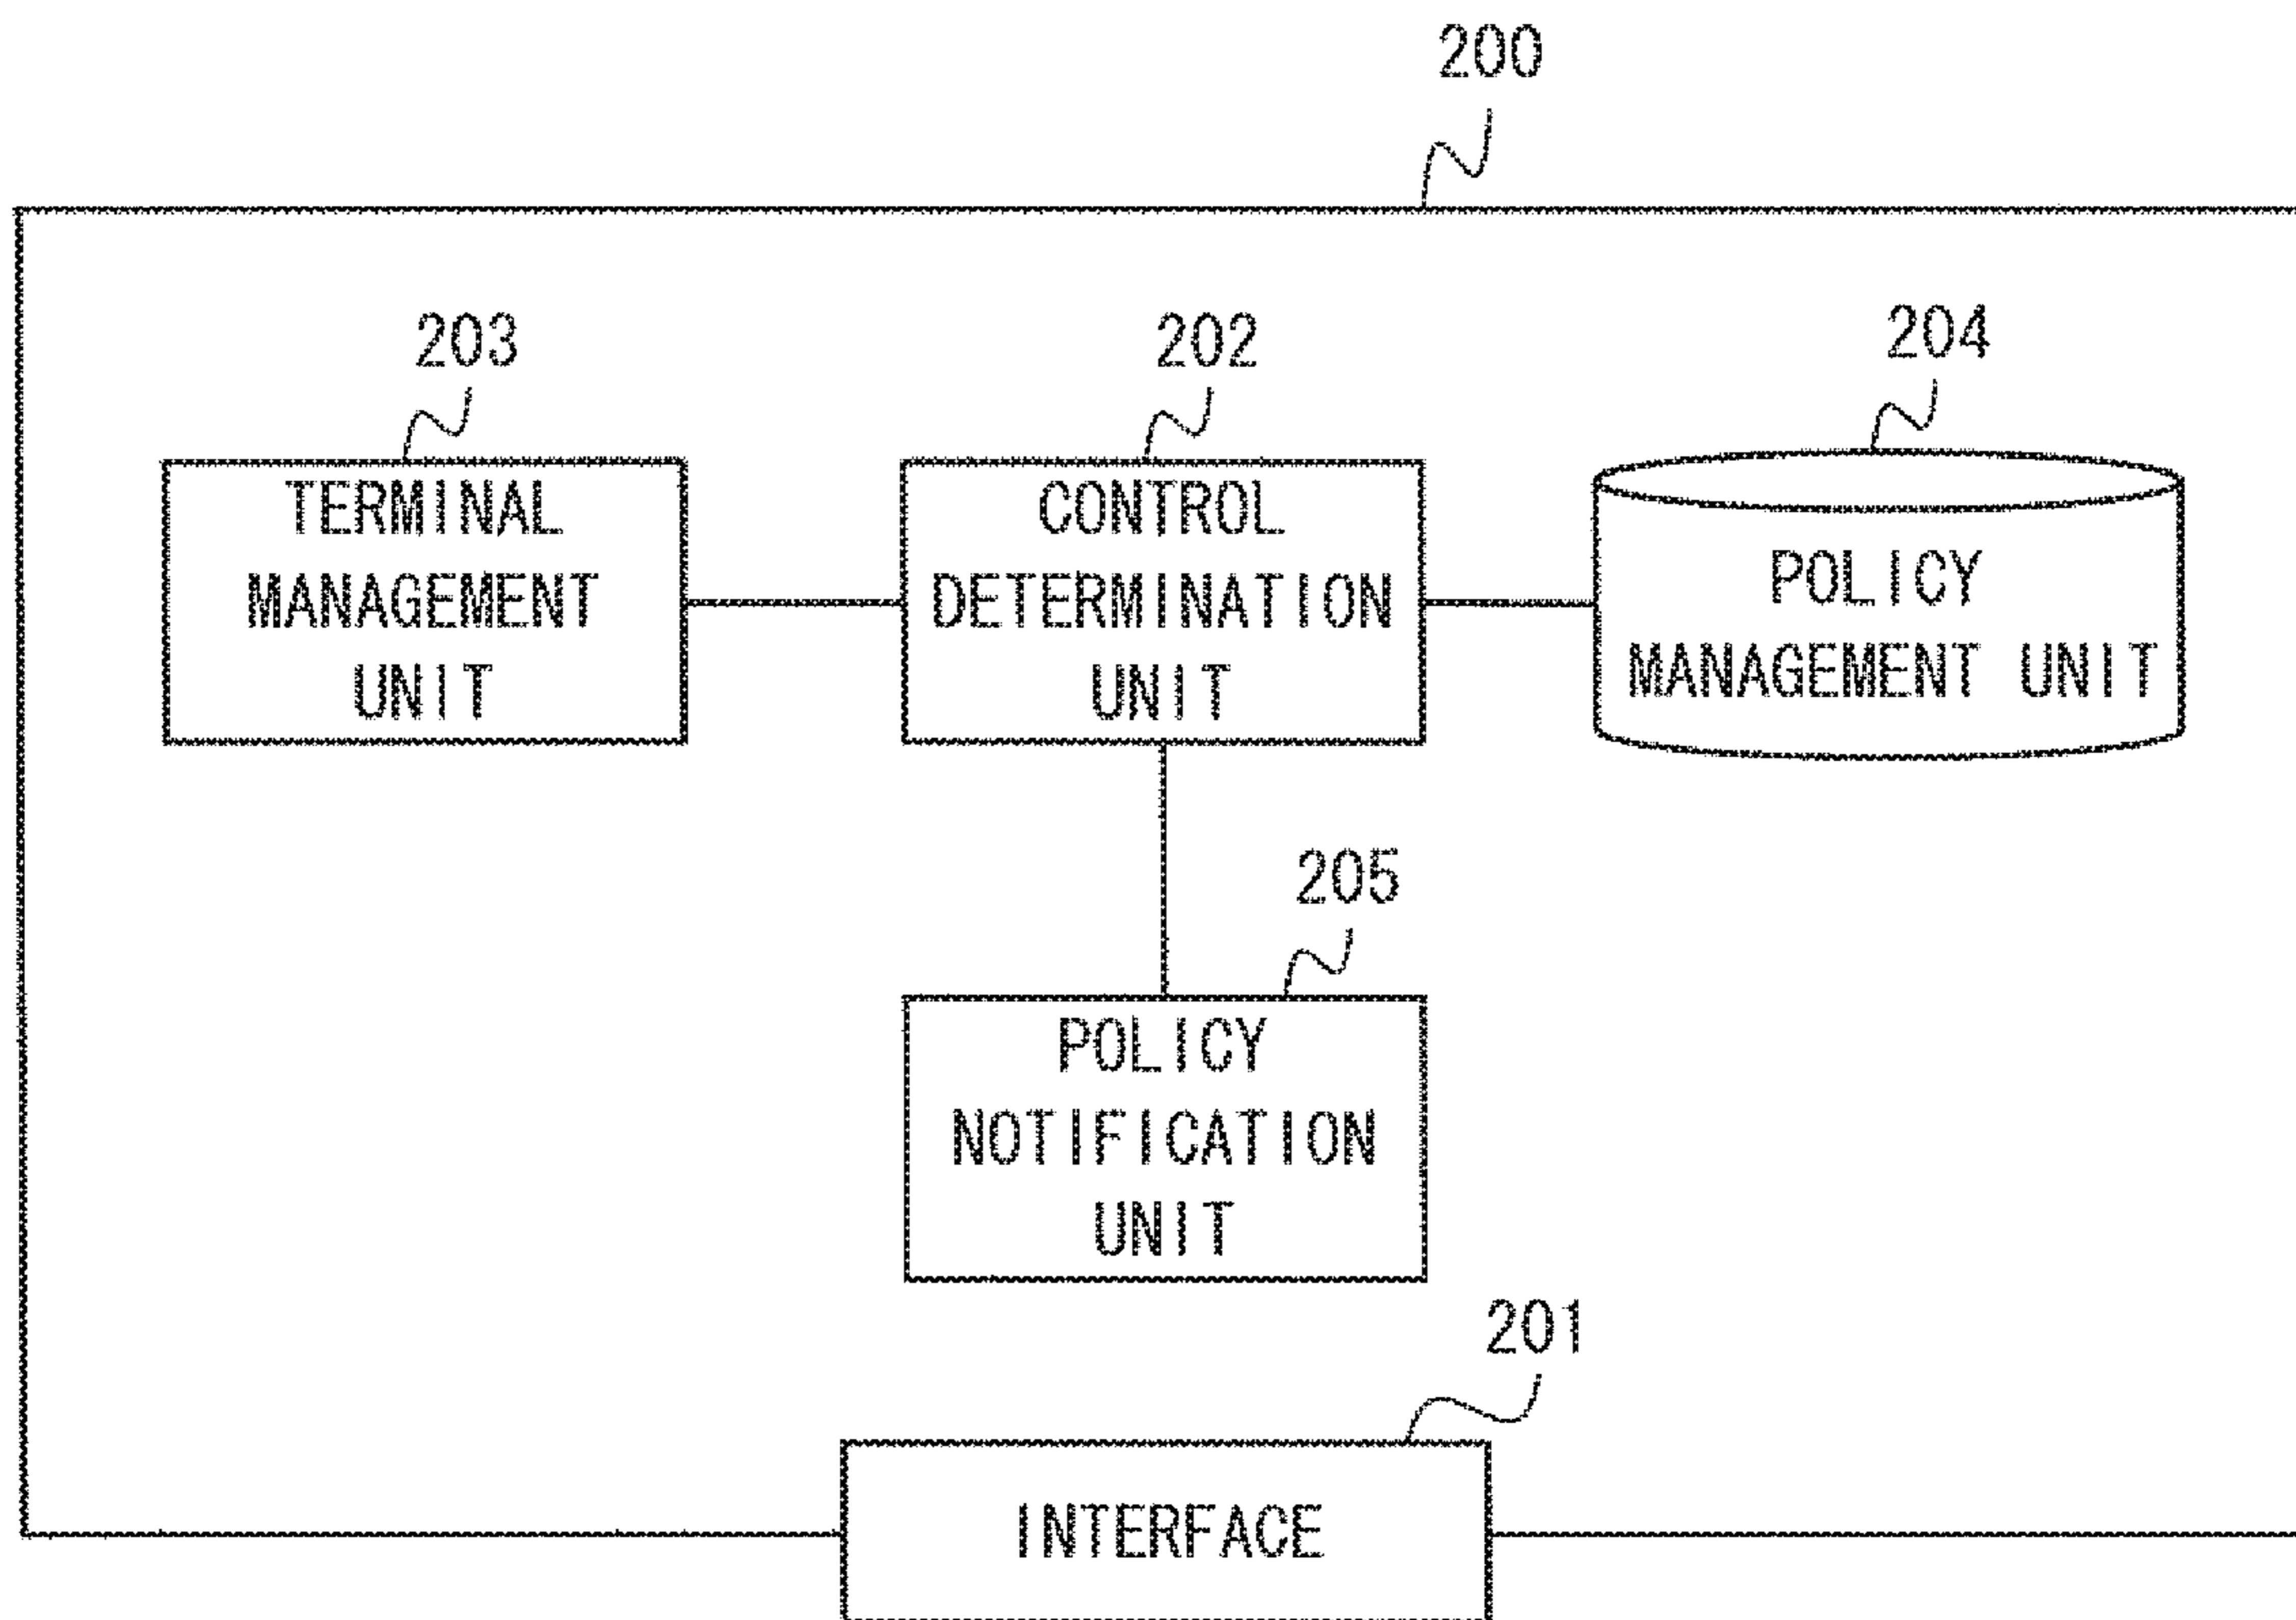 200
203
202
204
TERMINAL
MANAGEMENT
UNIT
CONTROL
DETERMINATION
UNIT
POLICY
MANAGEMENT UNIT
205
POLICY
NOTIFICATION
UNIT
201
INTERFACE